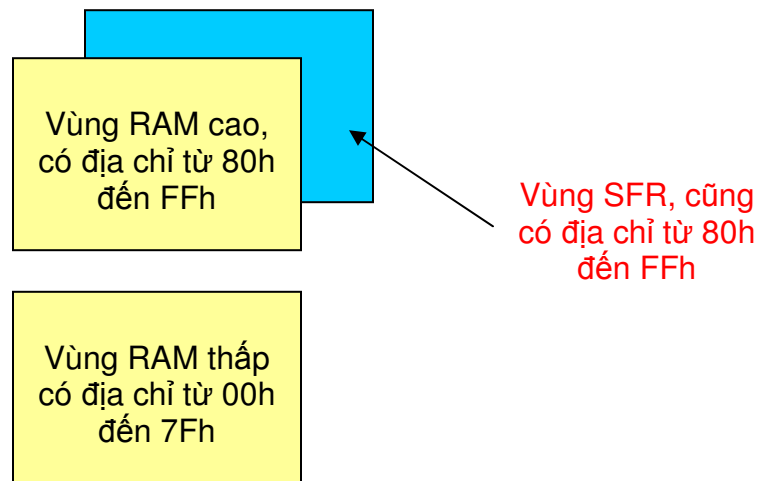 Vùng RAM cao,
có địa chỉ từ 80h
đến FFh
Vùng SFR, cũng
có địa chỉ từ 80h
đến FFh
Vùng RAM thấp
có địa chỉ từ 00h
đến 7Fh